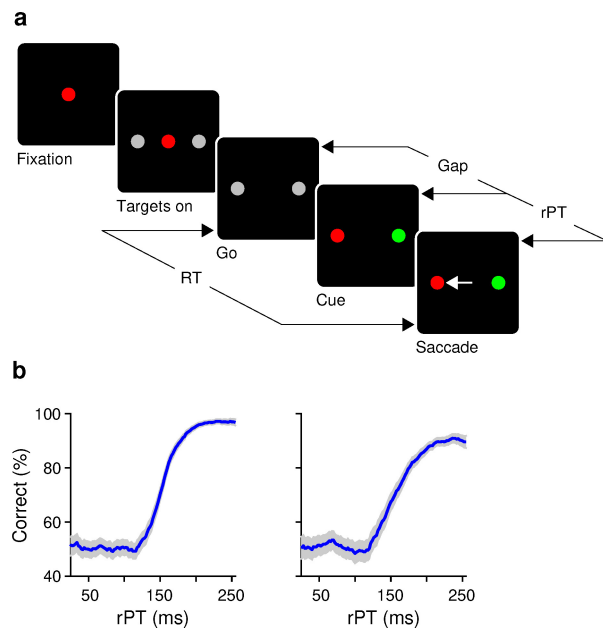 a
Fixation
Targets on
Go
Cue
Saccade
Gap
rPT
RT
b
Correct (%)
100
80
60
40
50
150
250
rPT (ms)
50
150
250
rPT (ms)